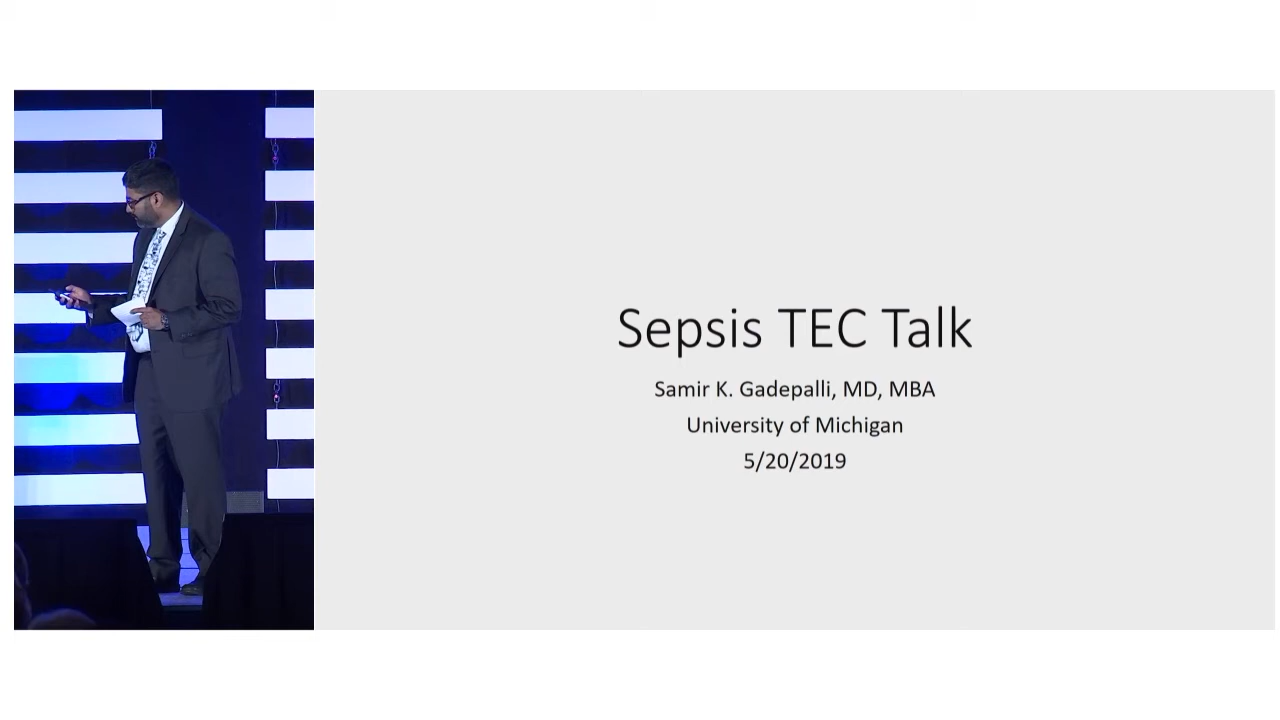 Sepsis TEC Talk
Samir K. Gadepalli, MD, MBA
University of Michigan
5/20/2019